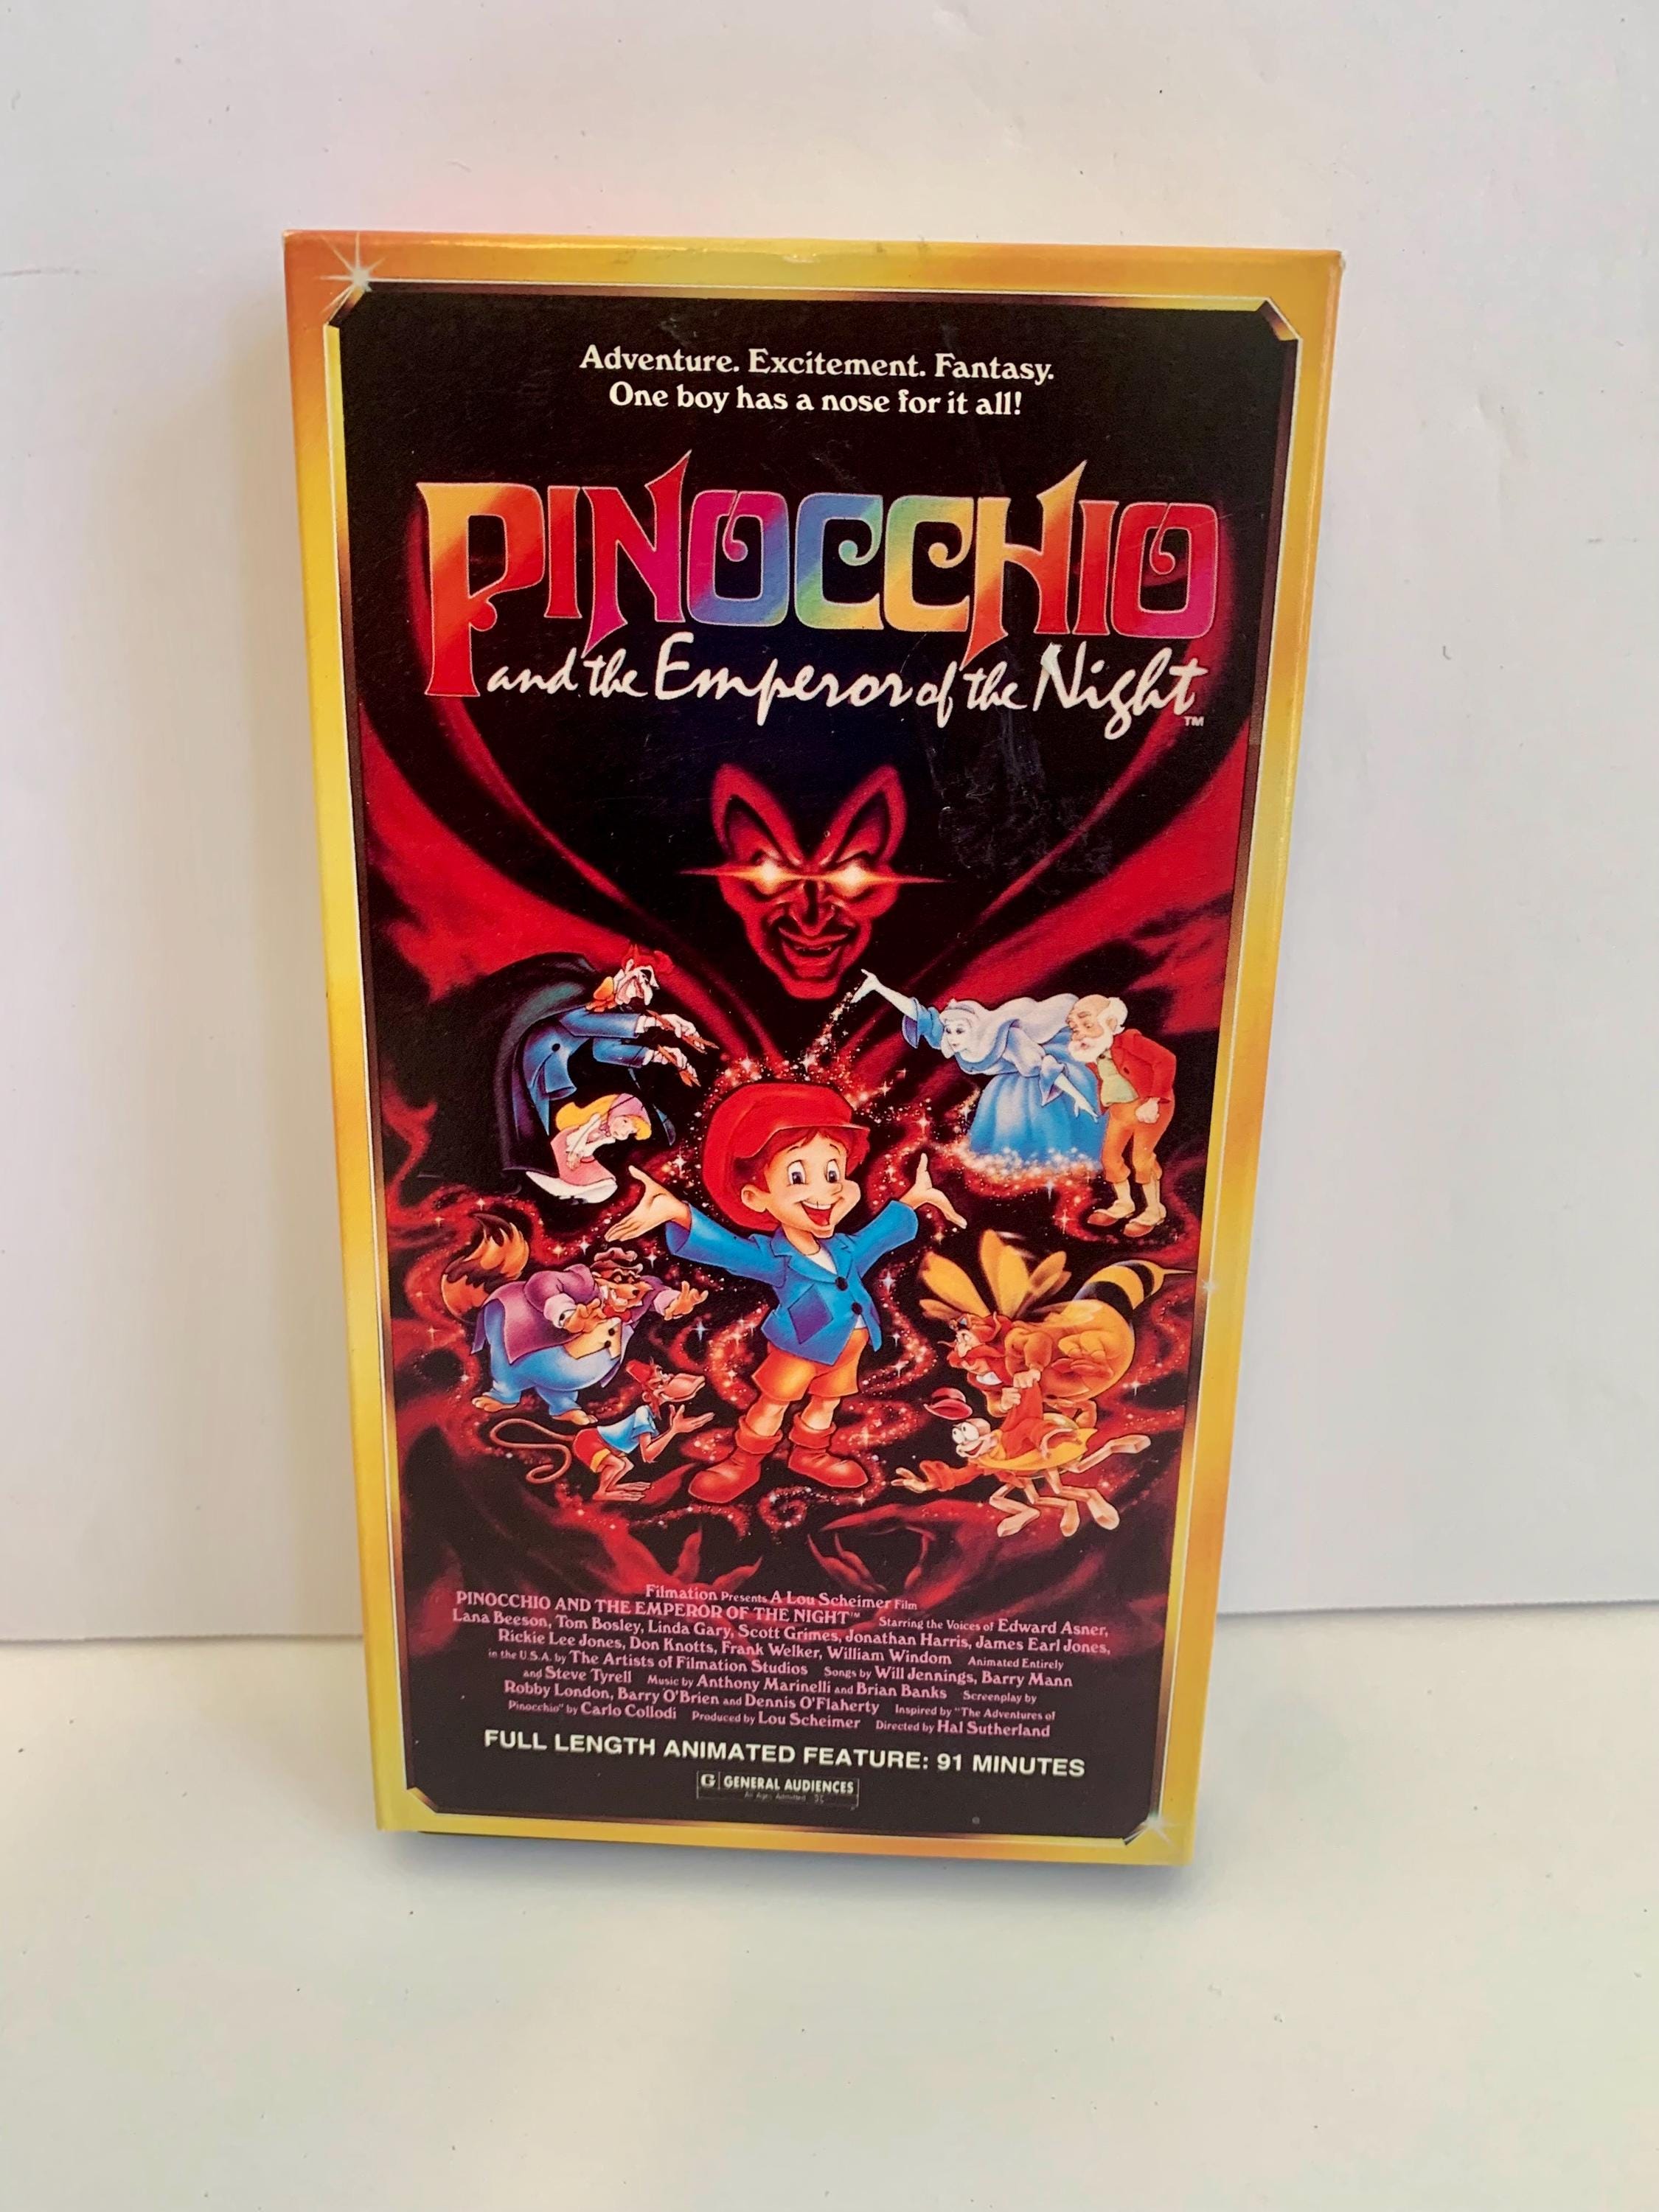 Adventure. Excitement. Fantasy.
One boy has a nose for it all!
PINOCCHIO
and the Emperor of the Night™
Filmation Presents A Lou Scheimer Film
PINOCCHIO AND THE EMPEROR OF THE NIGHT™ Starring the Voices of Edward Asner,
Lana Beeson, Tom Bosley, Linda Gary, Scott Grimes, Jonathan Harris, James Earl Jones,
Rickie Lee Jones, Don Knotts, Frank Welker, William Windom Animated Entirely
in the U.S.A. by The Artists of Filmation Studios Songs by Will Jennings, Barry Mann
and Steve Tyrell Music by Anthony Marinelli and Brian Banks Screenplay by
Robby London, Barry O'Brien and Dennis O'Flaherty Inspired by "The Adventures of
Pinocchio" by Carlo Collodi Produced by Lou Scheimer Directed by Hal Sutherland
FULL LENGTH ANIMATED FEATURE: 91 MINUTES
G GENERAL AUDIENCES
All Ages Admitted